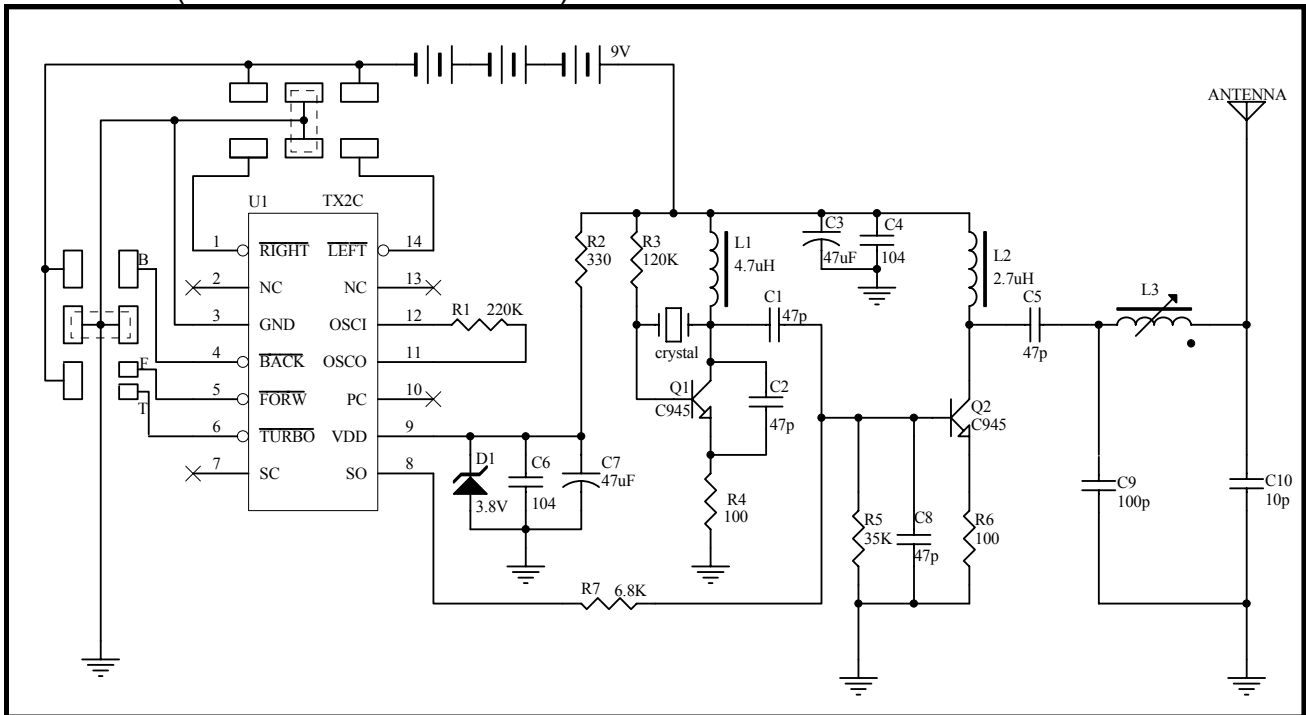 9V
ANTENNA
U1
TX2C
1
RIGHT
LEFT
14
2
NC
NC
13
3
GND
OSCI
12
4
BACK
OSCO
11
5
FORW
PC
10
6
TURBO
VDD
9
7
SC
SO
8
B
F
T
R1
220K
R2
330
R3
120K
L1
4.7uH
C3
47uF
C4
104
L2
2.7uH
C1
47p
crystal
Q1
C945
C2
47p
R4
100
D1
3.8V
C6
104
C7
47uF
R7
6.8K
R5
35K
C8
47p
R6
100
Q2
C945
C5
47p
L3
C9
100p
C10
10p